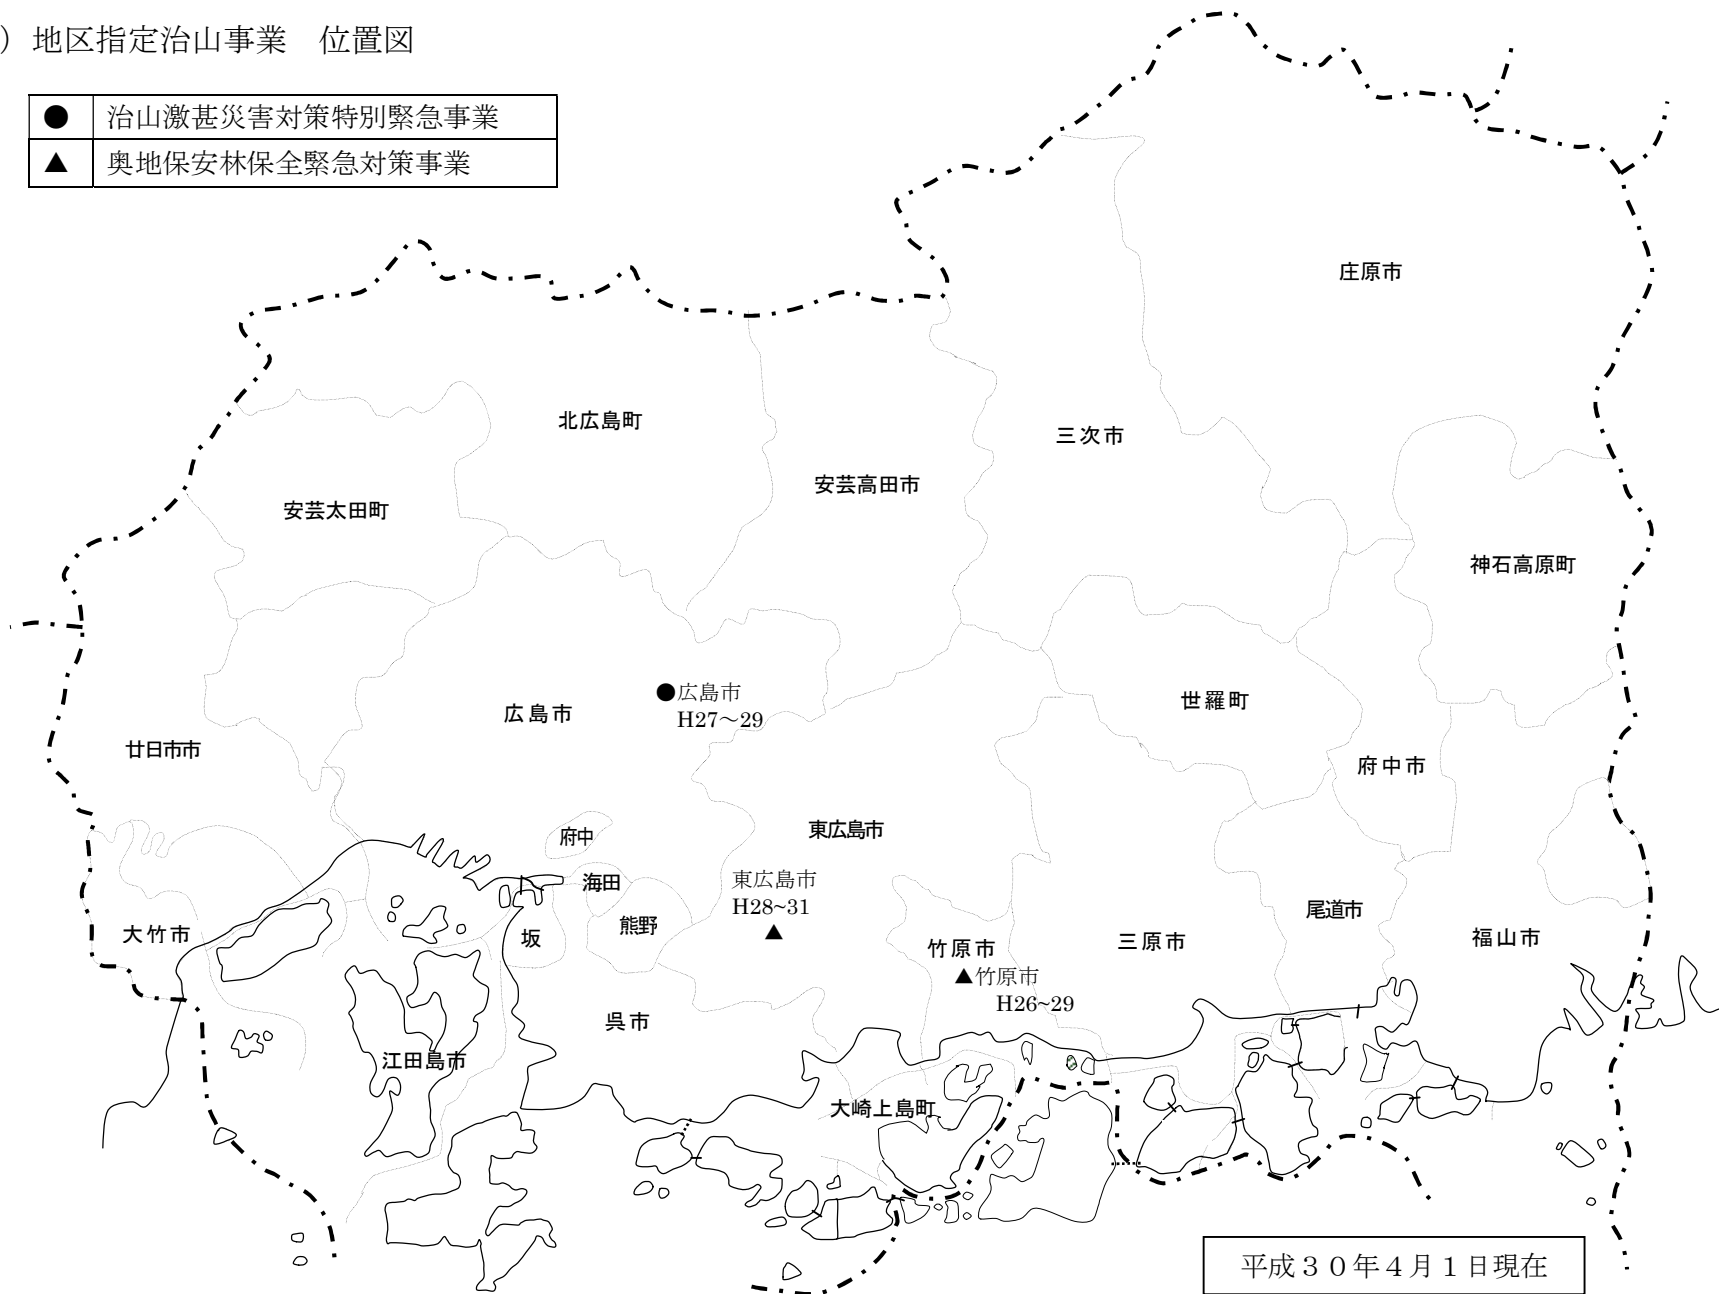 ）地区指定治山事業　位置図
● 治山激甚災害対策特別緊急事業
▲ 奥地保安林保全緊急対策事業
庄原市
北広島町
三次市
安芸高田市
安芸太田町
神石高原町
●広島市
H27～29
広島市
世羅町
廿日市市
府中市
府中
東広島市
海田
東広島市
H28~31
▲
熊野
坂
大竹市
尾道市
福山市
三原市
竹原市
▲竹原市
H26~29
呉市
江田島市
大崎上島町
平成３０年４月１日現在